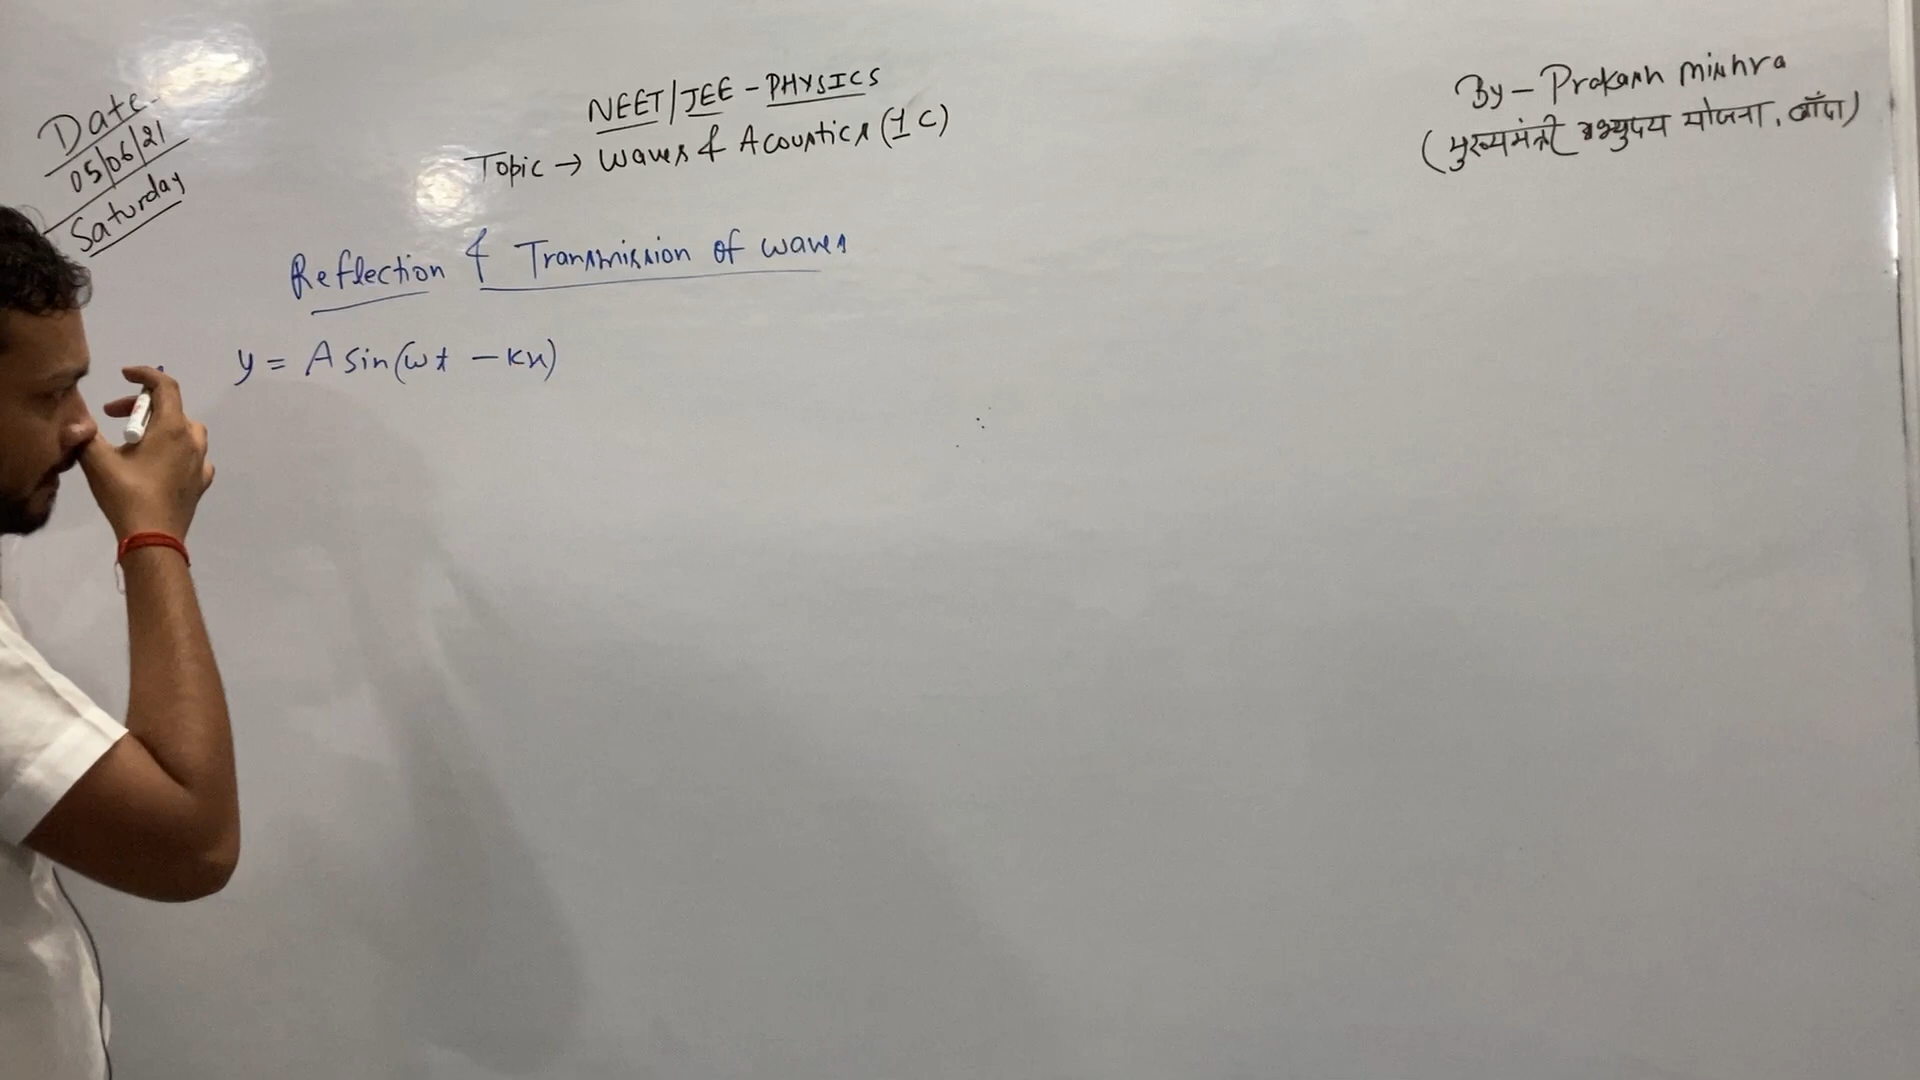 Date-
05/06/21
Saturday
NEET/JEE - PHYSICS
Topic → Waves & Acoustics (1C)
By - Prakash Mishra
(मुख्यमंत्री अभ्युदय योजना, बाँदा)
Reflection & Transmission of waves
y = A sin(ωt - kx)